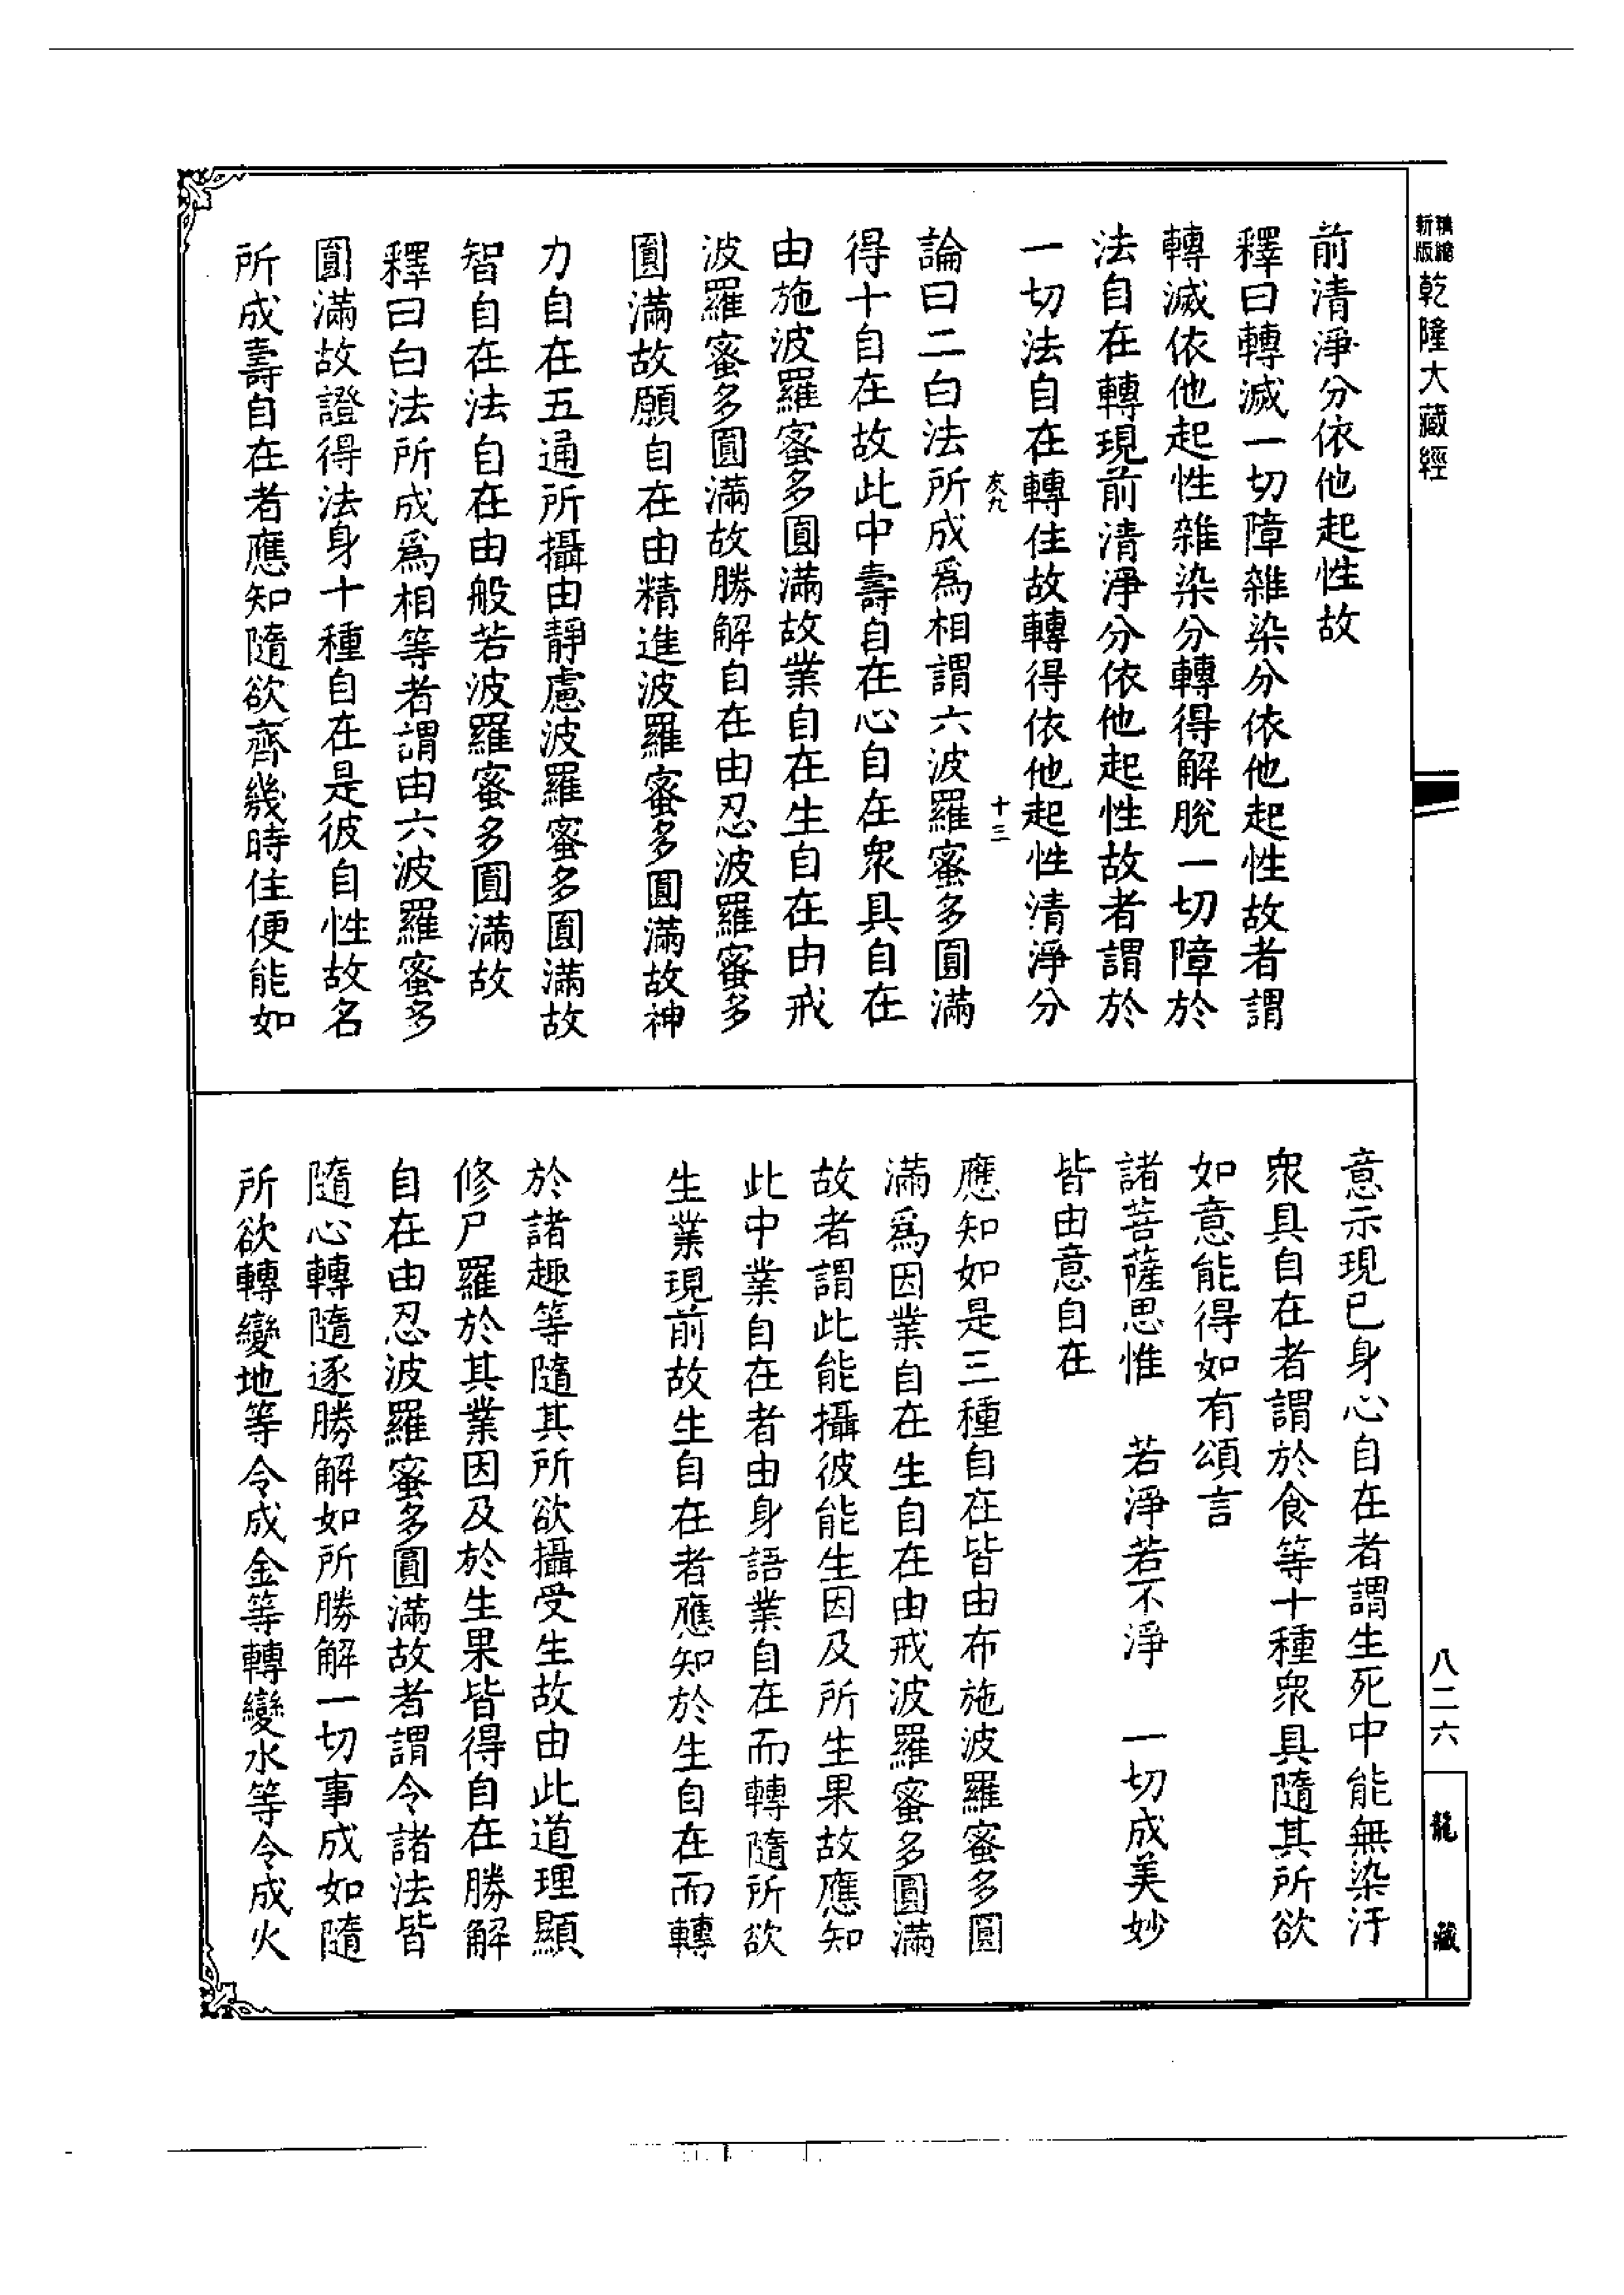 新版精縮
乾隆大藏經
前清淨分依他起性故
釋曰轉滅一切障雜染分依他起性故者謂
轉滅依他起性雜染分轉得解脫一切障於
法自在轉現前清淨分依他起性故者謂於
一切法自在轉住故轉得依他起性清淨分
十三
論曰二白法所成爲相謂六波羅蜜多圓滿
得十自在故此中壽自在心自在衆具自在
由施波羅蜜多圓滿故業自在生自在由戒
波羅蜜多圓滿故勝解自在由忍波羅蜜多
圓滿故願自在由精進波羅蜜多圓滿故神
力自在五通所攝由靜慮波羅蜜多圓滿故
智自在法自在由般若波羅蜜多圓滿故
釋曰白法所成爲相等者謂由六波羅蜜多
圓滿故證得法身十種自在是彼自性故名
所成壽自在者應知隨欲齊幾時住便能如
意示現已身心自在者謂生死中能無染汙
衆具自在者謂於食等十種衆具隨其所欲
如意能得如有頌言
諸菩薩思惟　若淨若不淨　一切成美妙
皆由意自在
應知如是三種自在皆由布施波羅蜜多圓
滿爲因業自在生自在由戒波羅蜜多圓滿
故者謂此能攝彼能生因及所生果故應知
此中業自在者由身語業自在而轉隨所欲
生業現前故生自在者應知於生自在而轉
於諸趣等隨其所欲攝受生故由此道理顯
修尸羅於其業因及於生果皆得自在勝解
自在由忍波羅蜜多圓滿故者謂令諸法皆
隨心轉隨逐勝解如所勝解一切事成如隨
所欲轉變地等令成金等轉變水等令成火
八二六
龍藏